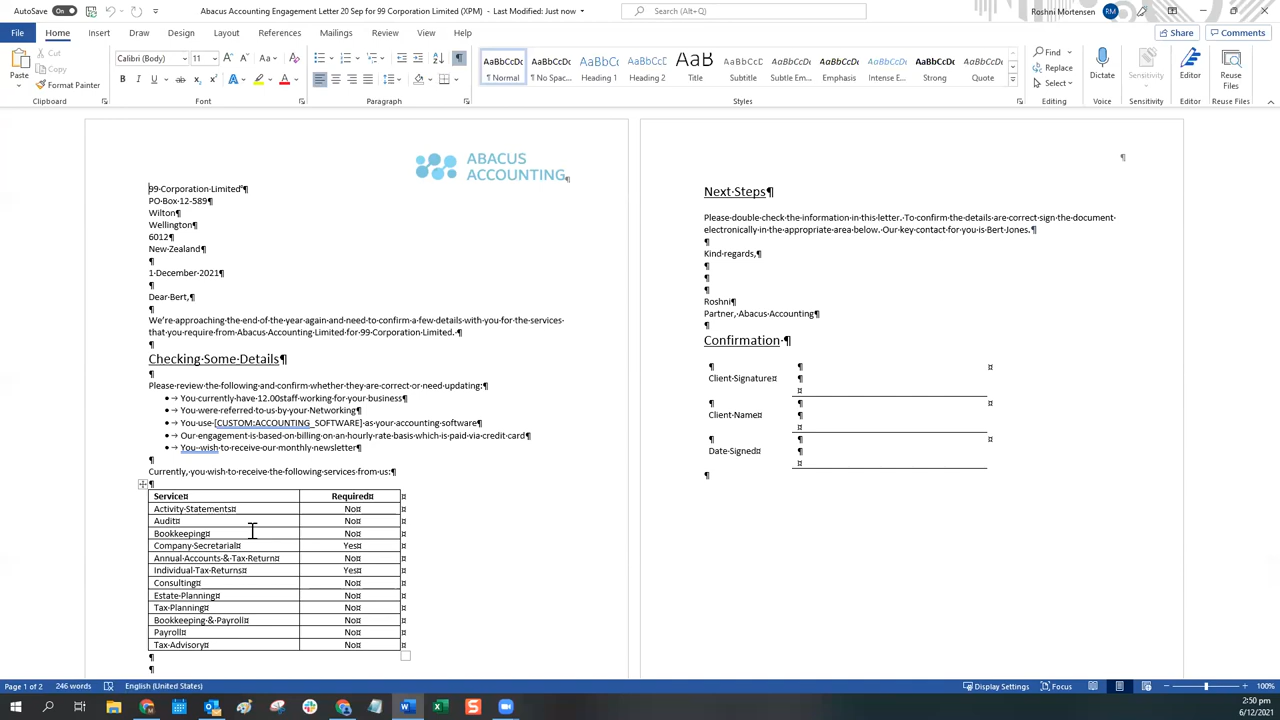 AutoSave On
Abacus Accounting Engagement Letter 20 Sep for 99 Corporation Limited (XPM) - Last Modified: Just now
Search (Alt+Q)
Roshni Mortensen RM
File Home Insert Draw Design Layout References Mailings Review View Help
Share Comments
Paste
Cut
Copy
Format Painter
Calibri (Body) 11
AaBbCcDc AaBbCcDc AaBbC AaBbCc AaB AaBbCcD AaBbCcDt AaBbCcDt AaBbCcDt AaBbCcDc AaBbCcDt
¶ Normal ¶ No Spac... Heading 1 Heading 2 Title Subtitle Subtle Em... Emphasis Intense E... Strong Quote
Find
Replace
Select
Dictate
Sensitivity
Editor
Reuse Files
Clipboard Font Paragraph Styles Editing Voice Sensitivity Editor Reuse Files
ABACUS
ACCOUNTING¶
99·Corporation·Limited¶
PO·Box·12-589¶
Wilton¶
Wellington¶
6012¶
New·Zealand¶
¶
1·December·2021¶
¶
Dear·Bert,¶
¶
We're·approaching·the·end·of·the·year·again·and·need·to·confirm·a·few·details·with·you·for·the·services·
that·you·require·from·Abacus·Accounting·Limited·for·99·Corporation·Limited.·¶
¶
Checking·Some·Details¶
¶
Please·review·the·following·and·confirm·whether·they·are·correct·or·need·updating:¶
•→You·currently·have·12.00staff·working·for·your·business¶
•→You·were·referred·to·us·by·your·Networking¶
•→You·use·[CUSTOM:ACCOUNTING_SOFTWARE]·as·your·accounting·software¶
•→Our·engagement·is·based·on·billing·on·an·hourly·rate·basis·which·is·paid·via·credit·card¶
•→You··wish·to·receive·our·monthly·newsletter¶
¶
Currently,·you·wish·to·receive·the·following·services·from·us:¶
¶
Service¤ Required¤ ¤
Activity·Statements¤ No¤ ¤
Audit¤ No¤ ¤
Bookkeeping¤ No¤ ¤
Company·Secretarial¤ Yes¤ ¤
Annual·Accounts·&·Tax·Return¤ No¤ ¤
Individual·Tax·Returns¤ Yes¤ ¤
Consulting¤ No¤ ¤
Estate·Planning¤ No¤ ¤
Tax·Planning¤ No¤ ¤
Bookkeeping·&·Payroll¤ No¤ ¤
Payroll¤ No¤ ¤
Tax·Advisory¤ No¤ ¤
¶
¶
¶
Next·Steps¶
Please·double·check·the·information·in·this·letter.·To·confirm·the·details·are·correct·sign·the·document·
electronically·in·the·appropriate·area·below.·Our·key·contact·for·you·is·Bert·Jones.¶
¶
Kind·regards,¶
¶
¶
¶
Roshni¶
Partner,·Abacus·Accounting¶
¶
Confirmation·¶
¶ ¶ ¤
Client·Signature¤ ¶
¤
¶ ¶ ¤
Client·Name¤ ¶
¤
¶ ¶ ¤
Date·Signed¤ ¶
¤
¶
Page 1 of 2 246 words English (United States) Display Settings Focus 100%
2:50 pm
6/12/2021